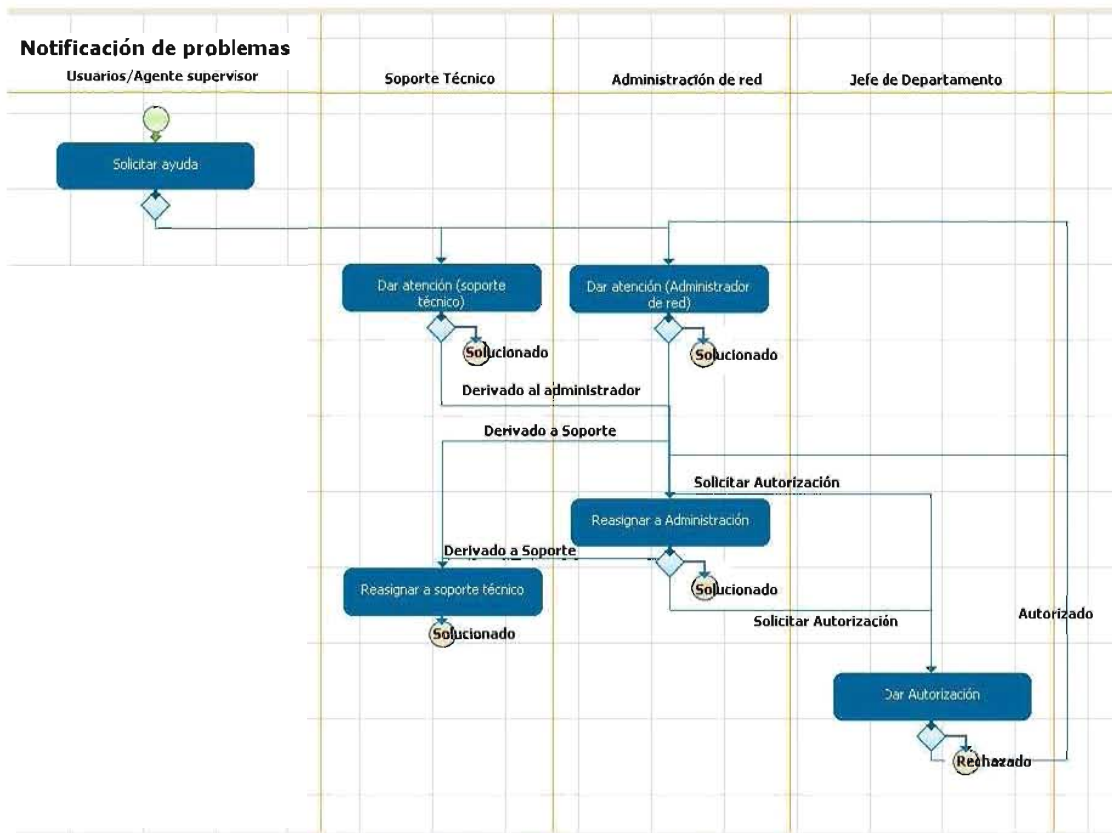 Notificación de problemas
Usuarios/Agente supervisor
Soporte Técnico
Administración de red
Jefe de Departamento
Solicitar ayuda
Dar atención (soporte
técnico)
Dar atención (Administrador
de red)
Solucionado
Solucionado
Derivado al administrador
Derivado a Soporte
Solicitar Autorización
Reasignar a Administración
Derivado a Soporte
Reasignar a soporte técnico
Solucionado
Solicitar Autorización
Autorizado
Solucionado
Dar Autorización
Rechazado